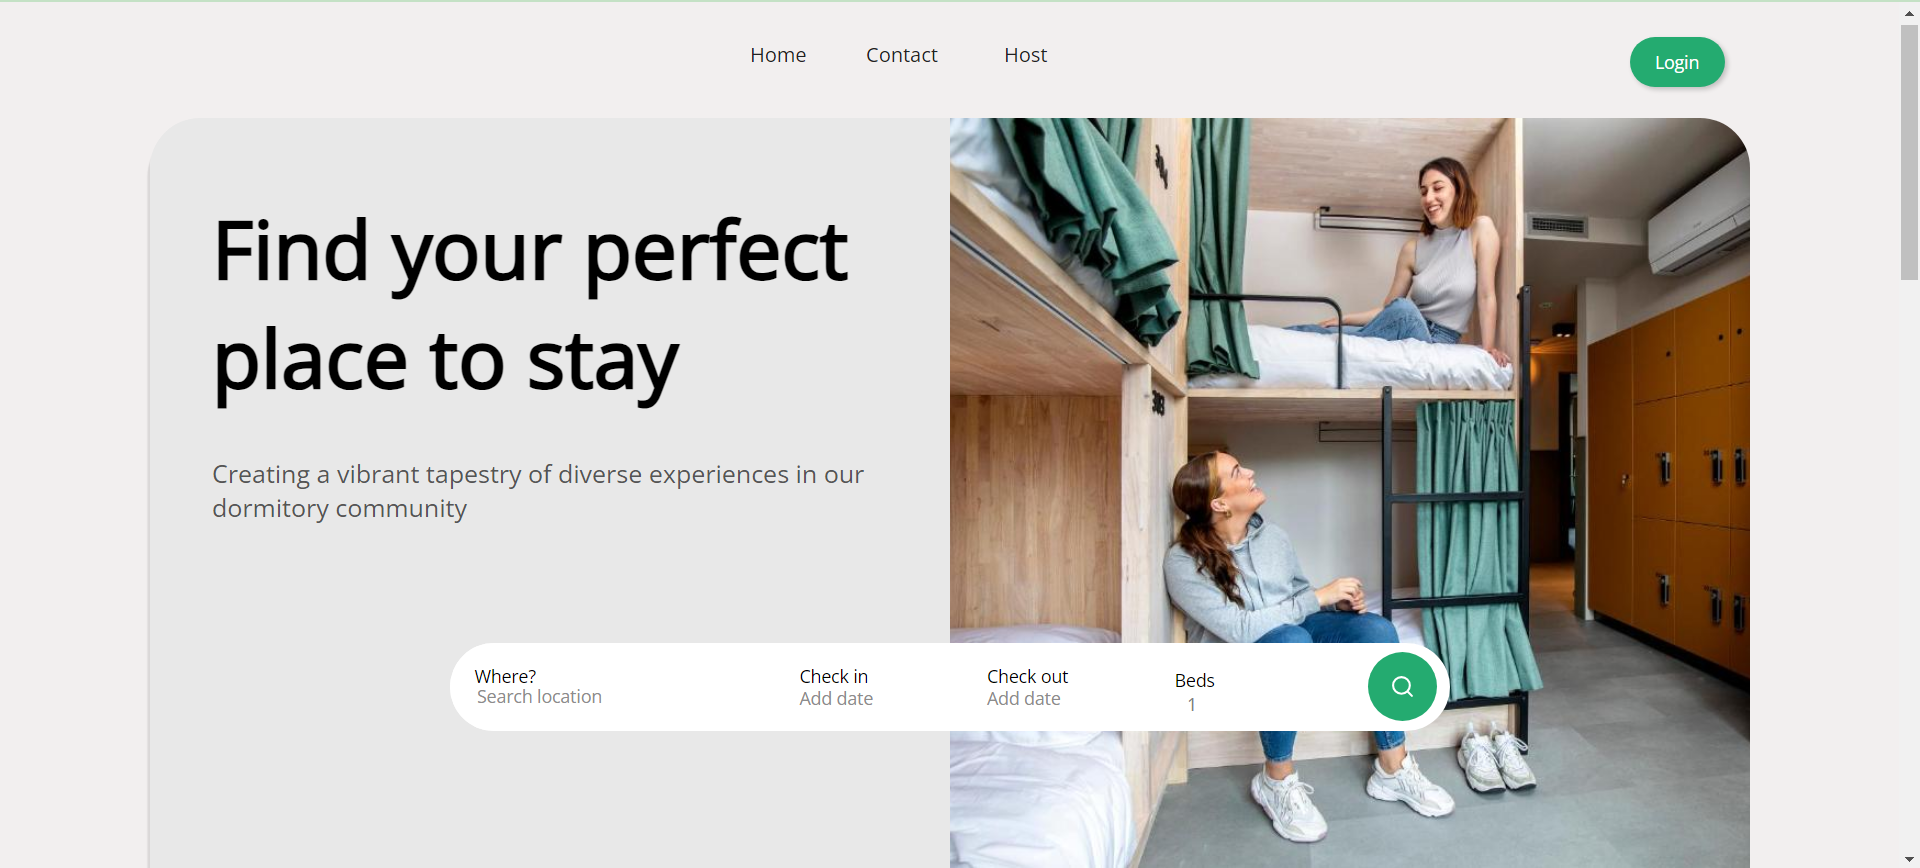 Home Contact Host Login
Find your perfect
place to stay
Creating a vibrant tapestry of diverse experiences in our
dormitory community
Where? Check in Check out Beds
Search location Add date Add date 1